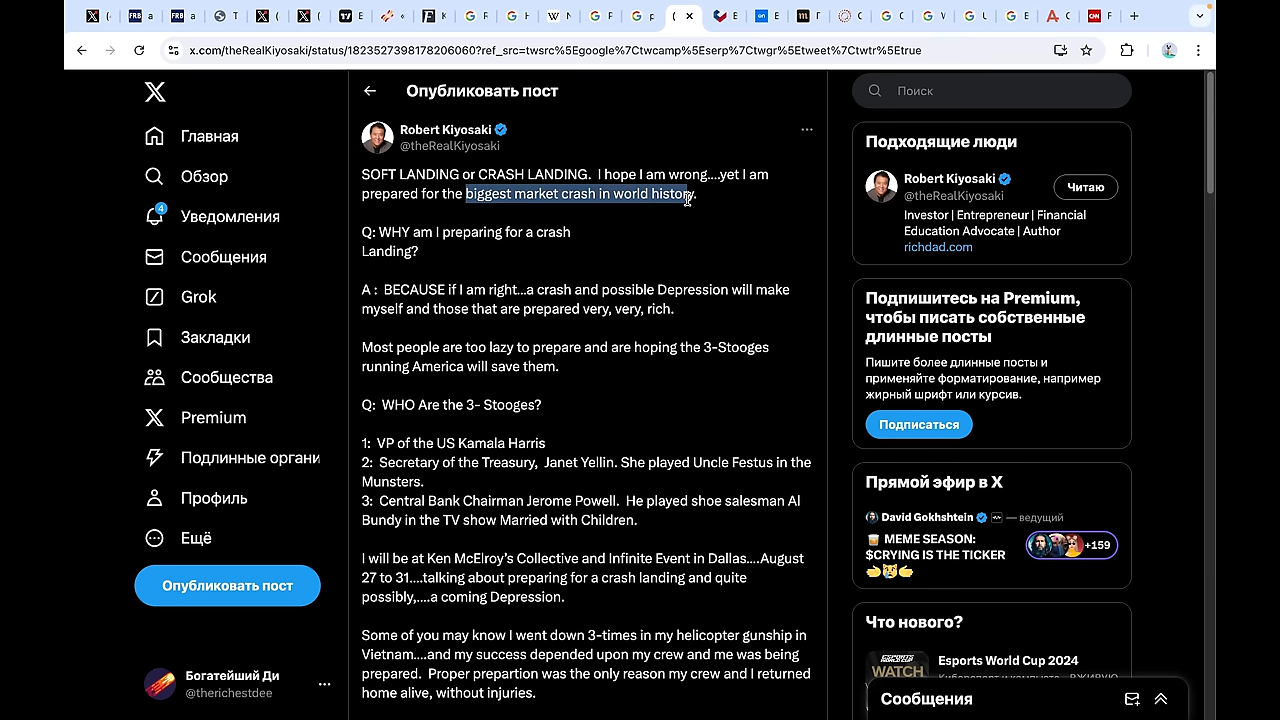 x.com/theRealKiyosaki/status/1823527398178206060?ref_src=twsrc%5Egoogle%7Ctwcamp%5Eserp%7Ctwgr%5Etweet%7Ctwtr%5Etrue
Главная
Обзор
4
Уведомления
Сообщения
Grok
Закладки
Сообщества
Premium
Подлинные органи
Профиль
Ещё
Опубликовать пост
Богатейший Ди
@therichestdee
Опубликовать пост
Robert Kiyosaki
@theRealKiyosaki
SOFT LANDING or CRASH LANDING. I hope I am wrong....yet I am
prepared for the biggest market crash in world history.
Q: WHY am I preparing for a crash
Landing?
A : BECAUSE if I am right...a crash and possible Depression will make
myself and those that are prepared very, very, rich.
Most people are too lazy to prepare and are hoping the 3-Stooges
running America will save them.
Q: WHO Are the 3- Stooges?
1: VP of the US Kamala Harris
2: Secretary of the Treasury, Janet Yellin. She played Uncle Festus in the
Munsters.
3: Central Bank Chairman Jerome Powell. He played shoe salesman Al
Bundy in the TV show Married with Children.
I will be at Ken McElroy’s Collective and Infinite Event in Dallas....August
27 to 31....talking about preparing for a crash landing and quite
possibly,....a coming Depression.
Some of you may know I went down 3-times in my helicopter gunship in
Vietnam....and my success depended upon my crew and me was being
prepared. Proper prepartion was the only reason my crew and I returned
home alive, without injuries.
Поиск
Подходящие люди
Robert Kiyosaki
@theRealKiyosaki
Читаю
Investor | Entrepreneur | Financial
Education Advocate | Author
richdad.com
Подпишитесь на Premium,
чтобы писать собственные
длинные посты
Пишите более длинные посты и
применяйте форматирование, например
жирный шрифт или курсив.
Подписаться
Прямой эфир в X
David Gokhshtein — ведущий
🥃 MEME SEASON:
$CRYING IS THE TICKER
🫱😿🫲
+159
Что нового?
Esports World Cup 2024
WATCH
Сообщения